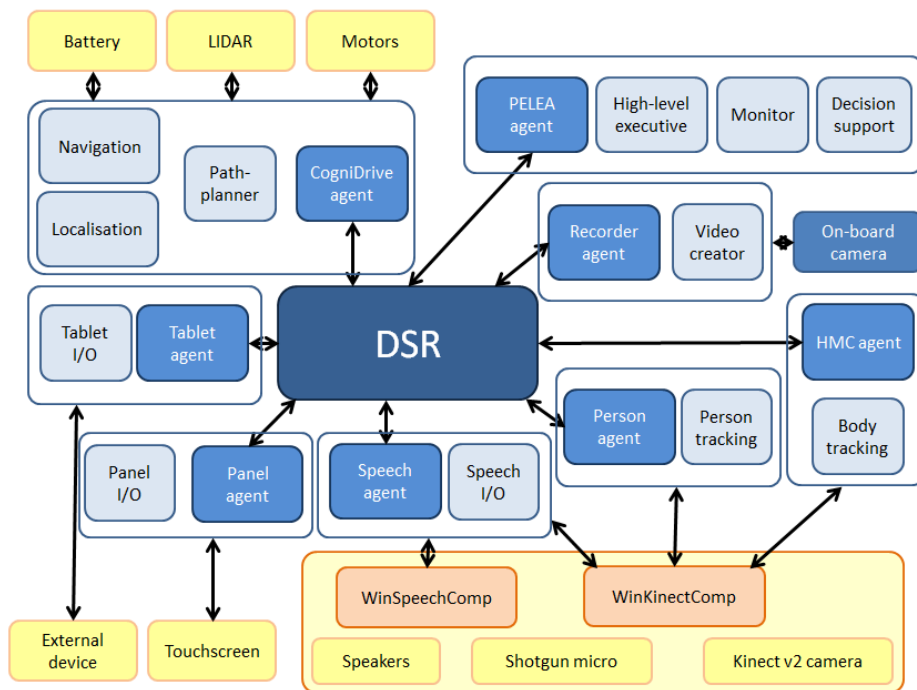 Battery
LIDAR
Motors
PELEA
agent
High-level
executive
Monitor
Decision
support
Navigation
Path-
planner
CogniDrive
agent
Localisation
Recorder
agent
Video
creator
On-board
camera
Tablet
I/O
Tablet
agent
DSR
HMC agent
Person
agent
Person
tracking
Body
tracking
Panel
I/O
Panel
agent
Speech
agent
Speech
I/O
WinSpeechComp
WinKinectComp
External
device
Touchscreen
Speakers
Shotgun micro
Kinect v2 camera